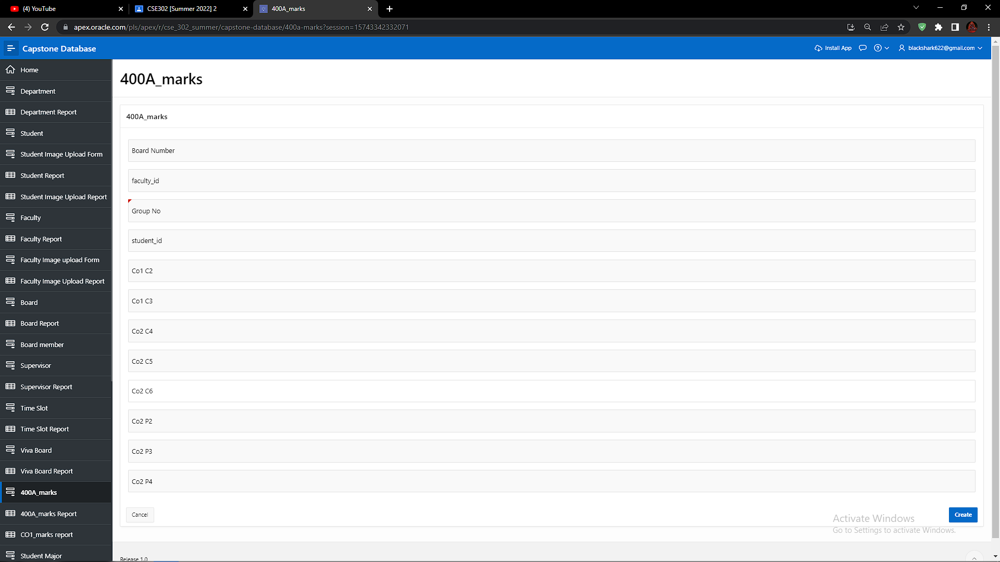 (4) YouTube
CSE302 [Summer 2022] 2
400A_marks
apex.oracle.com/pls/apex/r/cse_302_summer/capstone-database/400a-marks?session=15743342332071
Capstone Database
Install App
blackshark622@gmail.com
Home
Department
Department Report
Student
Student Image Upload Form
Student Report
Student Image Upload Report
Faculty
Faculty Report
Faculty Image upload Form
Faculty Image Upload Report
Board
Board Report
Board member
Supervisor
Supervisor Report
Time Slot
Time Slot Report
Viva Board
Viva Board Report
400A_marks
400A_marks Report
CO1_marks report
Student Major
400A_marks
400A_marks
Board Number
faculty_id
Group No
student_id
Co1 C2
Co1 C3
Co2 C4
Co2 C5
Co2 C6
Co2 P2
Co2 P3
Co2 P4
Cancel
Create
Activate Windows
Go to Settings to activate Windows.
Release 1.0